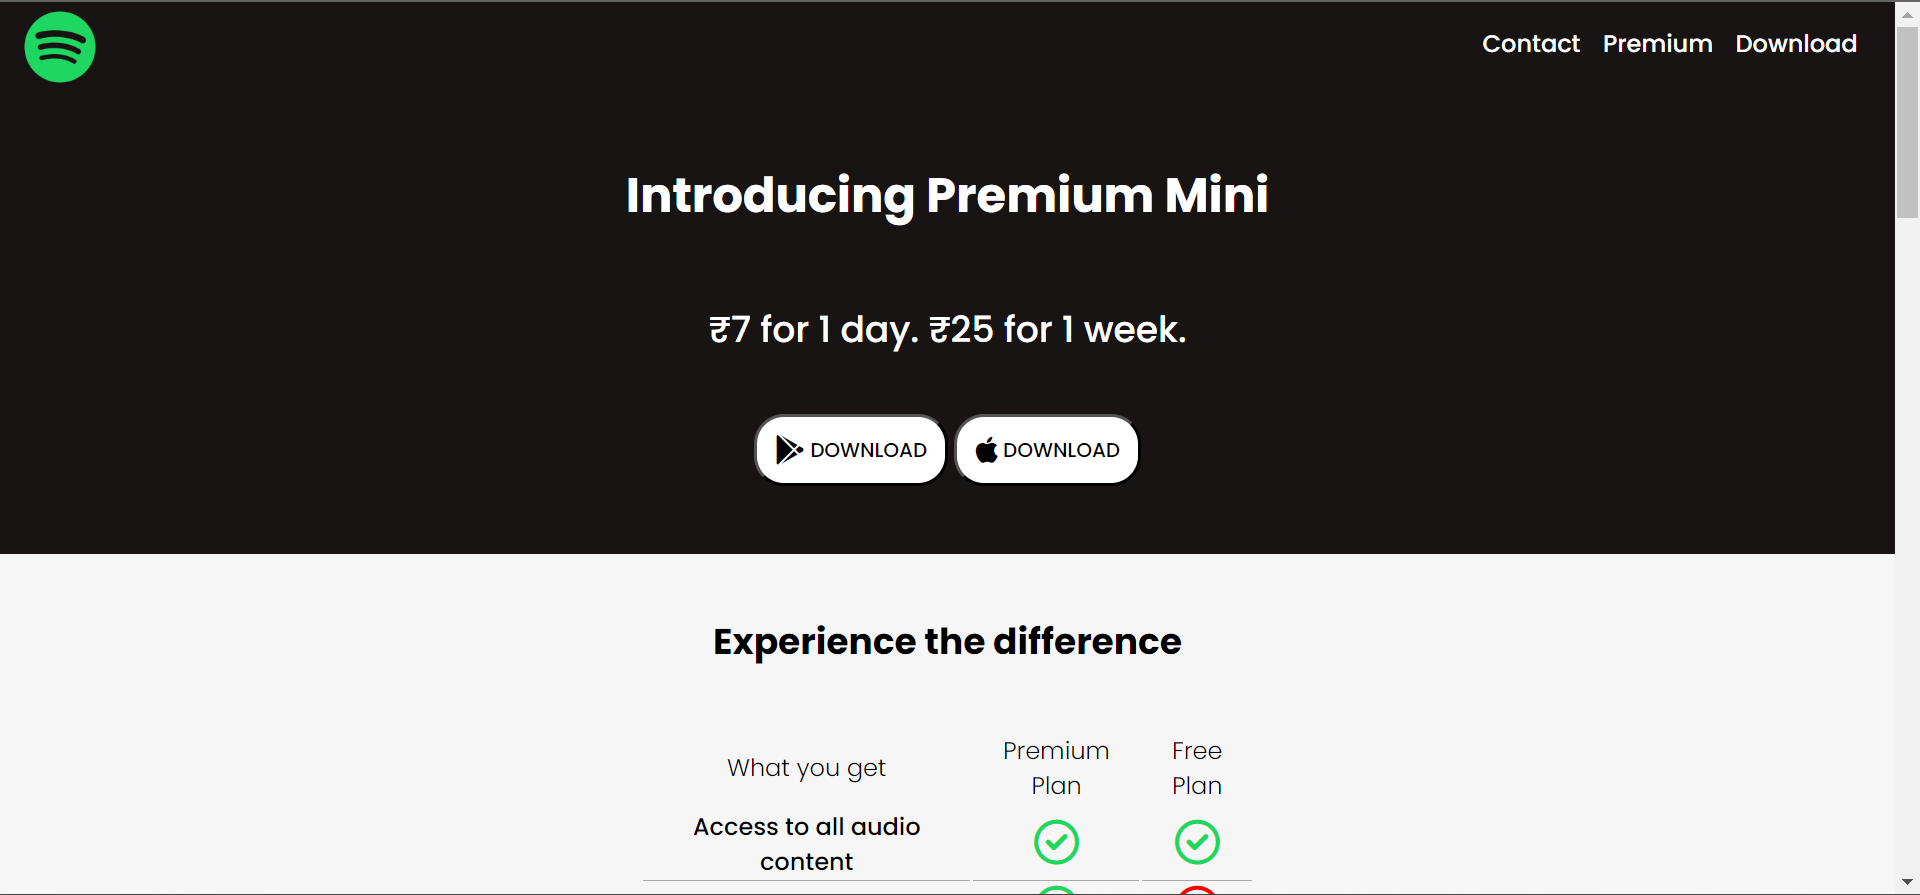 Contact Premium Download
Introducing Premium Mini
₹7 for 1 day. ₹25 for 1 week.
DOWNLOAD DOWNLOAD
Experience the difference
What you get
Premium
Plan
Free
Plan
Access to all audio
content